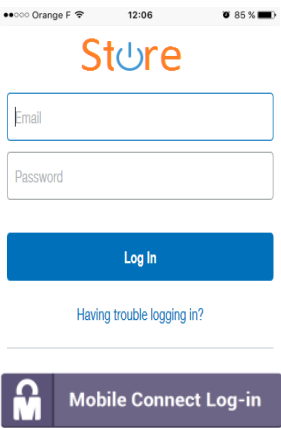 Orange F 12:06 85 %
Store
Email
Password
Log In
Having trouble logging in?
Mobile Connect Log-in